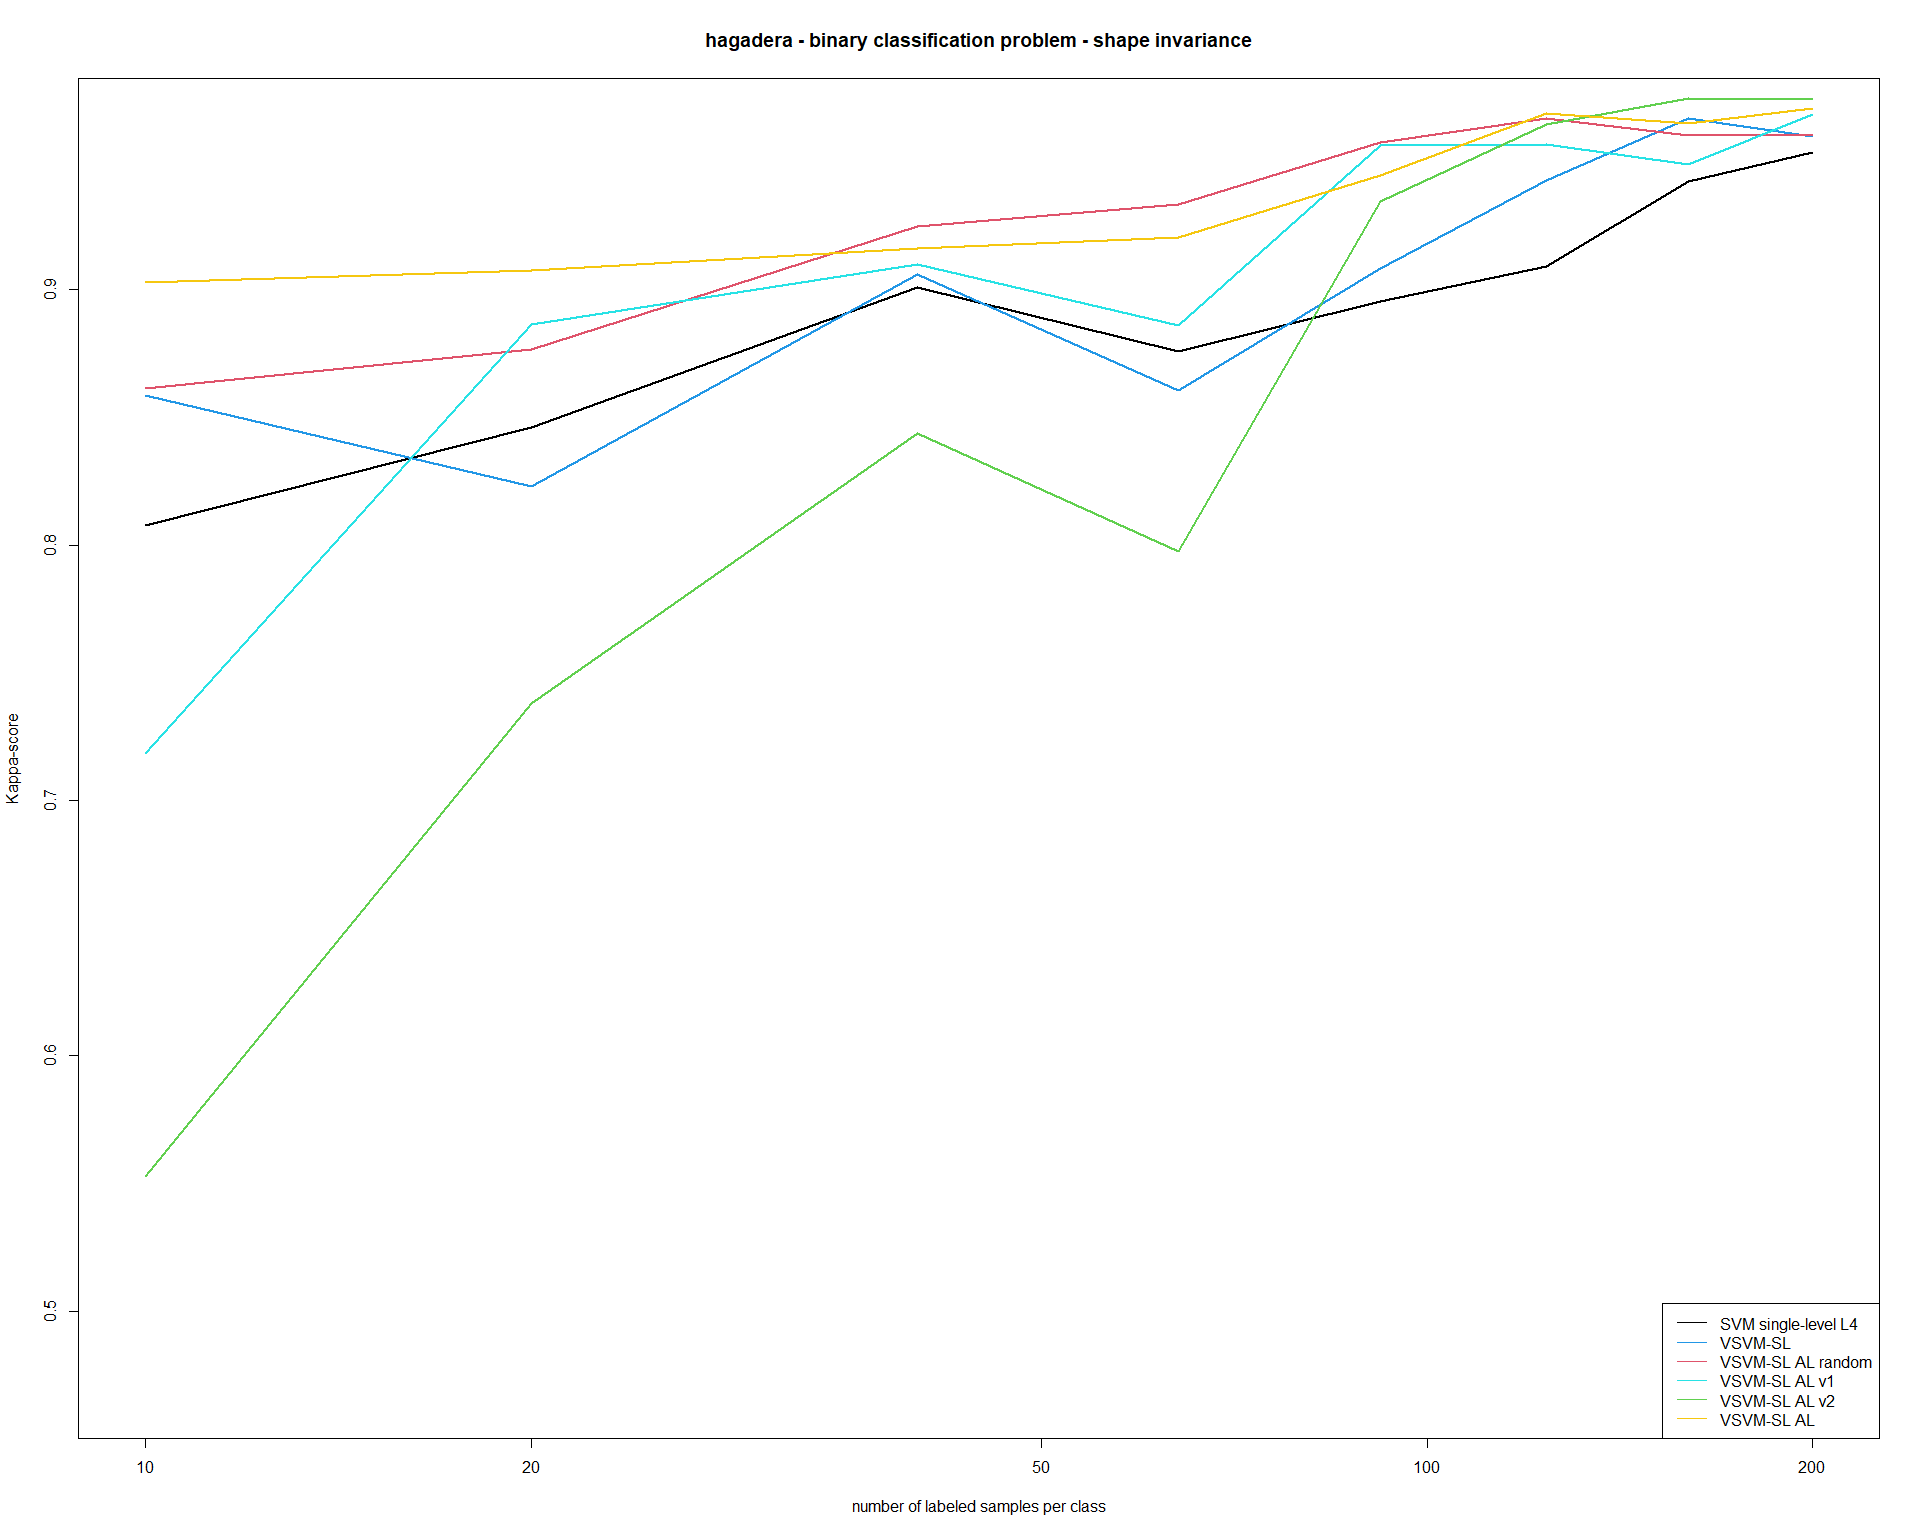 hagadera - binary classification problem - shape invariance
Kappa-score
0.9
0.8
0.7
0.6
0.5
SVM single-level L4
VSVM-SL
VSVM-SL AL random
VSVM-SL AL v1
VSVM-SL AL v2
VSVM-SL AL
10
20
50
100
200
number of labeled samples per class